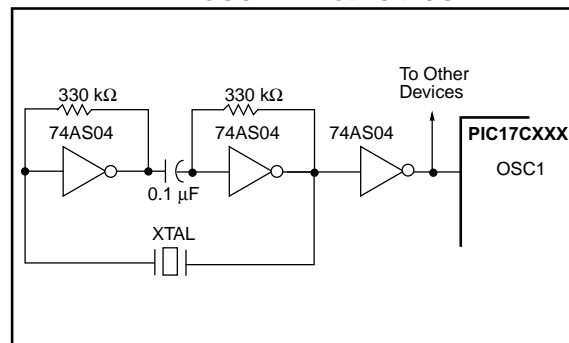 330 kΩ
330 kΩ
To Other
Devices
74AS04
74AS04
74AS04
PIC17CXXX
OSC1
0.1 µF
XTAL